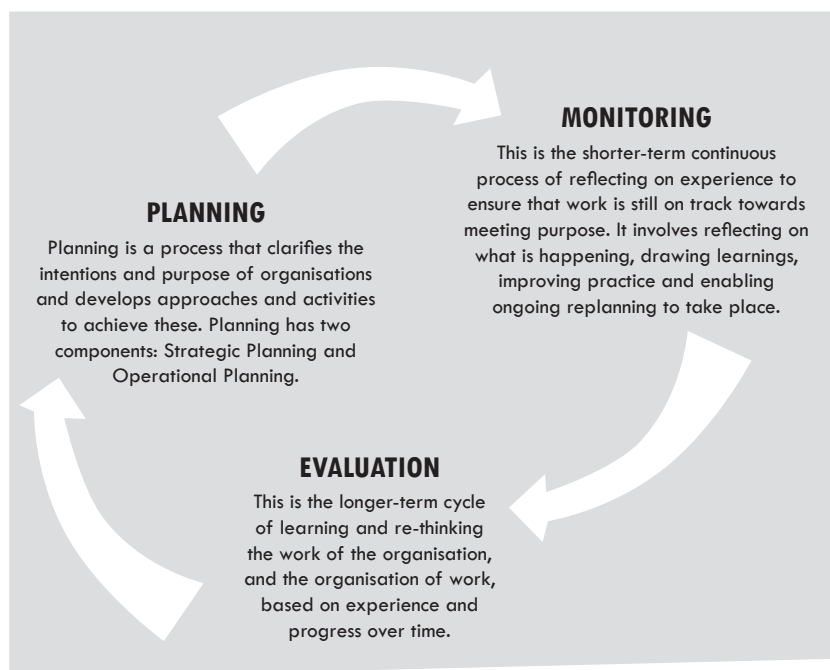 PLANNING
Planning is a process that clarifies the
intentions and purpose of organisations
and develops approaches and activities
to achieve these. Planning has two
components: Strategic Planning and
Operational Planning.
MONITORING
This is the shorter-term continuous
process of reflecting on experience to
ensure that work is still on track towards
meeting purpose. It involves reflecting on
what is happening, drawing learnings,
improving practice and enabling
ongoing replanning to take place.
EVALUATION
This is the longer-term cycle
of learning and re-thinking
the work of the organisation,
and the organisation of work,
based on experience and
progress over time.